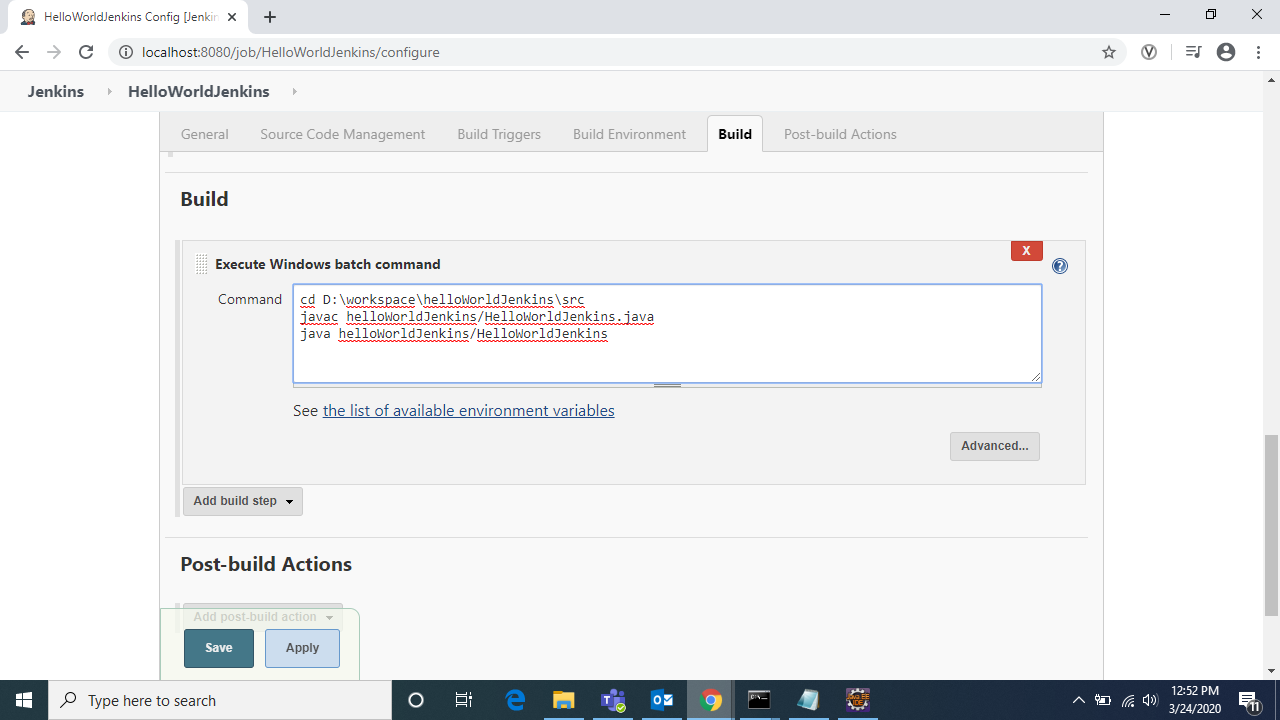 HelloWorldJenkins Config [Jenkin
localhost:8080/job/HelloWorldJenkins/configure
Jenkins HelloWorldJenkins
General Source Code Management Build Triggers Build Environment Build Post-build Actions
Build
X
Execute Windows batch command
Command
cd D:\workspace\helloWorldJenkins\src
javac helloWorldJenkins/HelloWorldJenkins.java
java helloWorldJenkins/HelloWorldJenkins
See the list of available environment variables
Advanced...
Add build step
Post-build Actions
Add post-build action
Save Apply
Type here to search
12:52 PM
3/24/2020
11